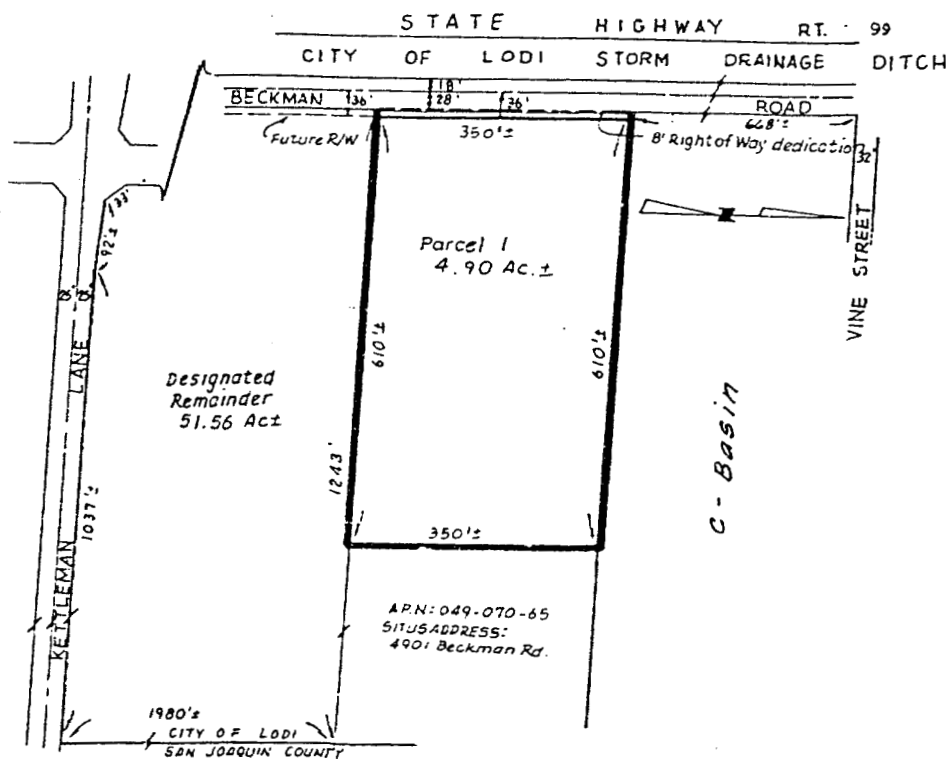 STATE HIGHWAY RT. 99
CITY OF LODI STORM DRAINAGE DITCH
18'
BECKMAN 36' 28' 36' ROAD
Future R/W 350'± 668'±
8' Right of Way dedication
32'
133'
92'±
Parcel 1
4.90 Ac.±
VINE STREET
610'±
610'±
LANE
Designated
Remainder
51.56 Ac±
C - Basin
1243'
1037'±
350'±
KETTLEMAN
A.P.N: 049-070-65
SITUS ADDRESS:
4901 Beckman Rd.
1980'±
CITY OF LODI
SAN JOAQUIN COUNTY